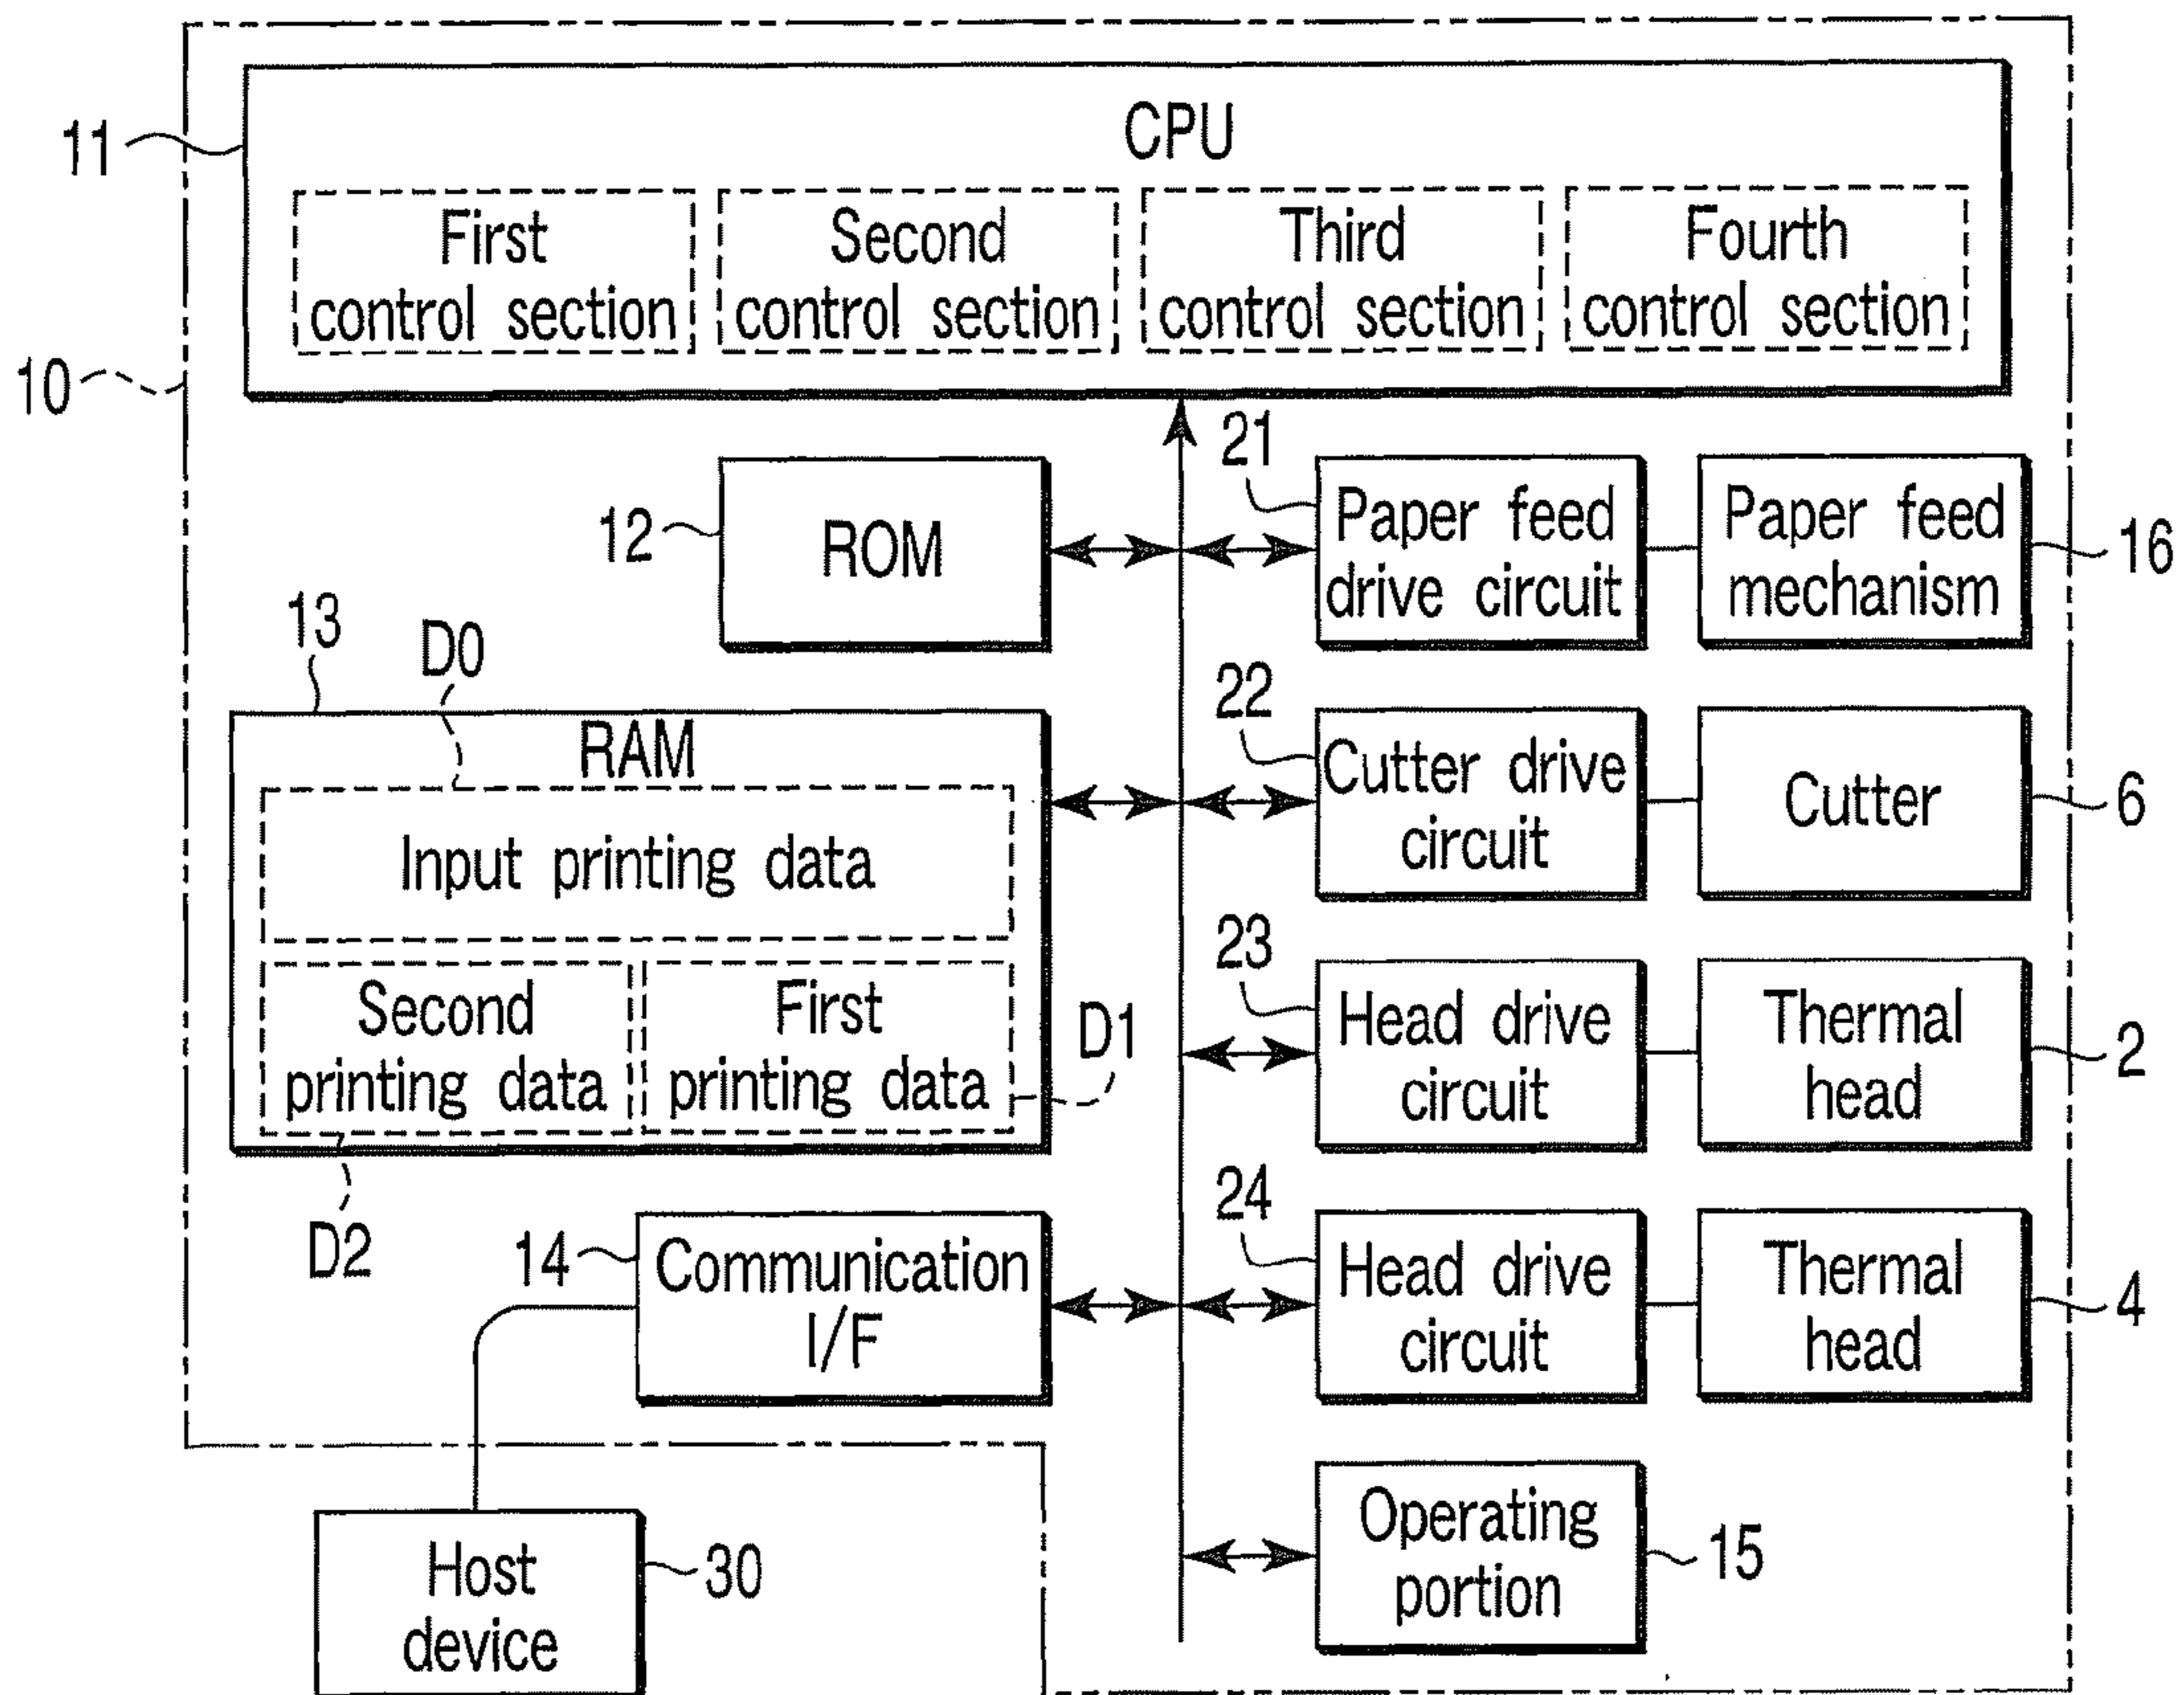 CPU
11
First
control section
Second
control section
Third
control section
Fourth
control section
10
12
ROM
21
Paper feed
drive circuit
Paper feed
mechanism
16
13
D0
RAM
Input printing data
Second
printing data
First
printing data
D1
D2
22
Cutter drive
circuit
Cutter
6
23
Head drive
circuit
Thermal
head
2
14
Communication
I/F
24
Head drive
circuit
Thermal
head
4
Host
device
30
Operating
portion
15